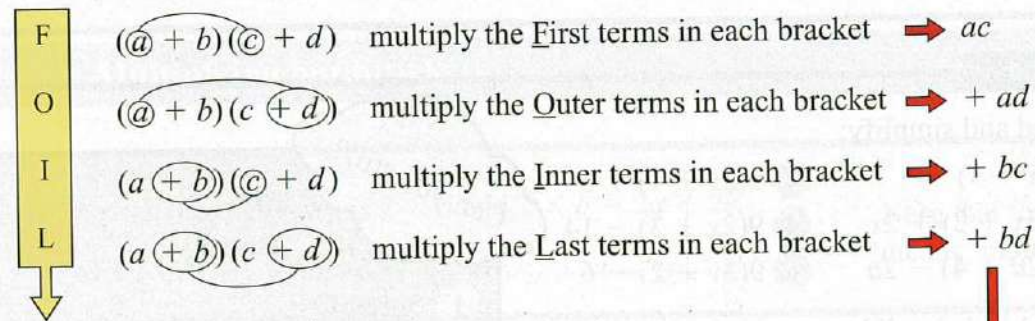 F (a + b)(c + d) multiply the First terms in each bracket ➡ ac
O (a + b)(c + d) multiply the Outer terms in each bracket ➡ + ad
I (a + b)(c + d) multiply the Inner terms in each bracket ➡ + bc
L (a + b)(c + d) multiply the Last terms in each bracket ➡ + bd